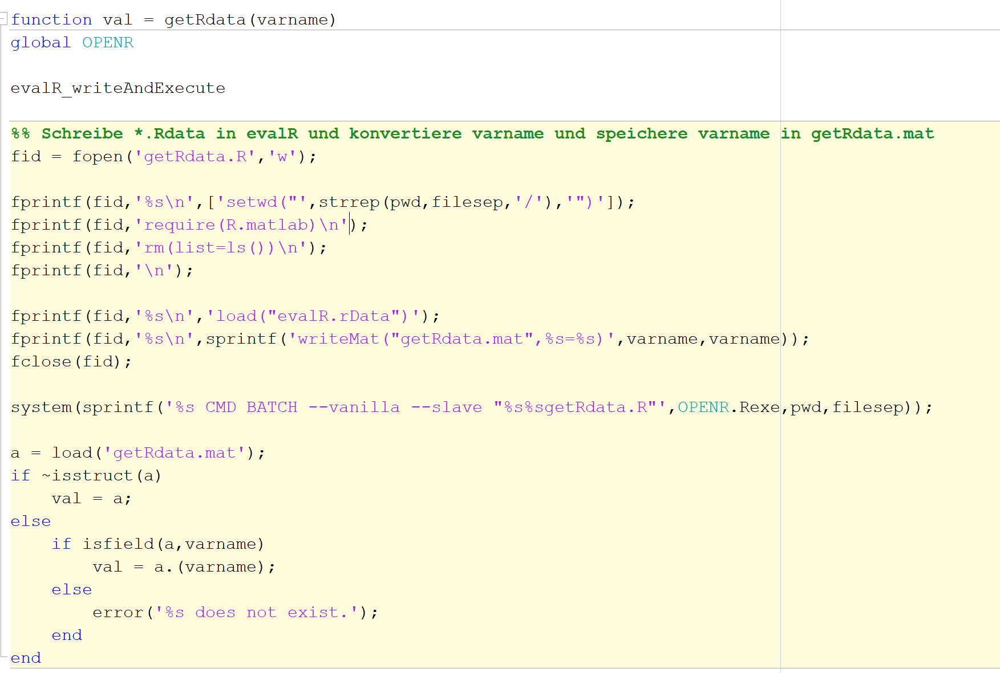 function val = getRdata(varname)
global OPENR
evalR_writeAndExecute
%% Schreibe *.Rdata in evalR und konvertiere varname und speichere varname in getRdata.mat
fid = fopen('getRdata.R','w');
fprintf(fid,'%s\n',['setwd("',strrep(pwd,filesep,'/'),'")']);
fprintf(fid,'require(R.matlab)\n');
fprintf(fid,'rm(list=ls())\n');
fprintf(fid,'\n');
fprintf(fid,'%s\n','load("evalR.rData")');
fprintf(fid,'%s\n',sprintf('writeMat("getRdata.mat",%s=%s)',varname,varname));
fclose(fid);
system(sprintf('%s CMD BATCH --vanilla --slave "%s%sgetRdata.R"',OPENR.Rexe,pwd,filesep));
a = load('getRdata.mat');
if ~isstruct(a)
    val = a;
else
    if isfield(a,varname)
        val = a.(varname);
    else
        error('%s does not exist.');
    end
end